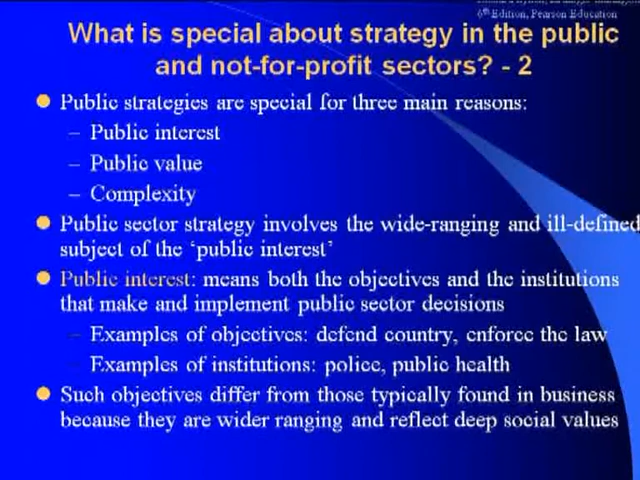 6th Edition, Pearson Education
What is special about strategy in the public
and not-for-profit sectors? - 2
Public strategies are special for three main reasons:
– Public interest
– Public value
– Complexity
Public sector strategy involves the wide-ranging and ill-defined
subject of the 'public interest'
Public interest: means both the objectives and the institutions
that make and implement public sector decisions
– Examples of objectives: defend country, enforce the law
– Examples of institutions: police, public health
Such objectives differ from those typically found in business
because they are wider ranging and reflect deep social values